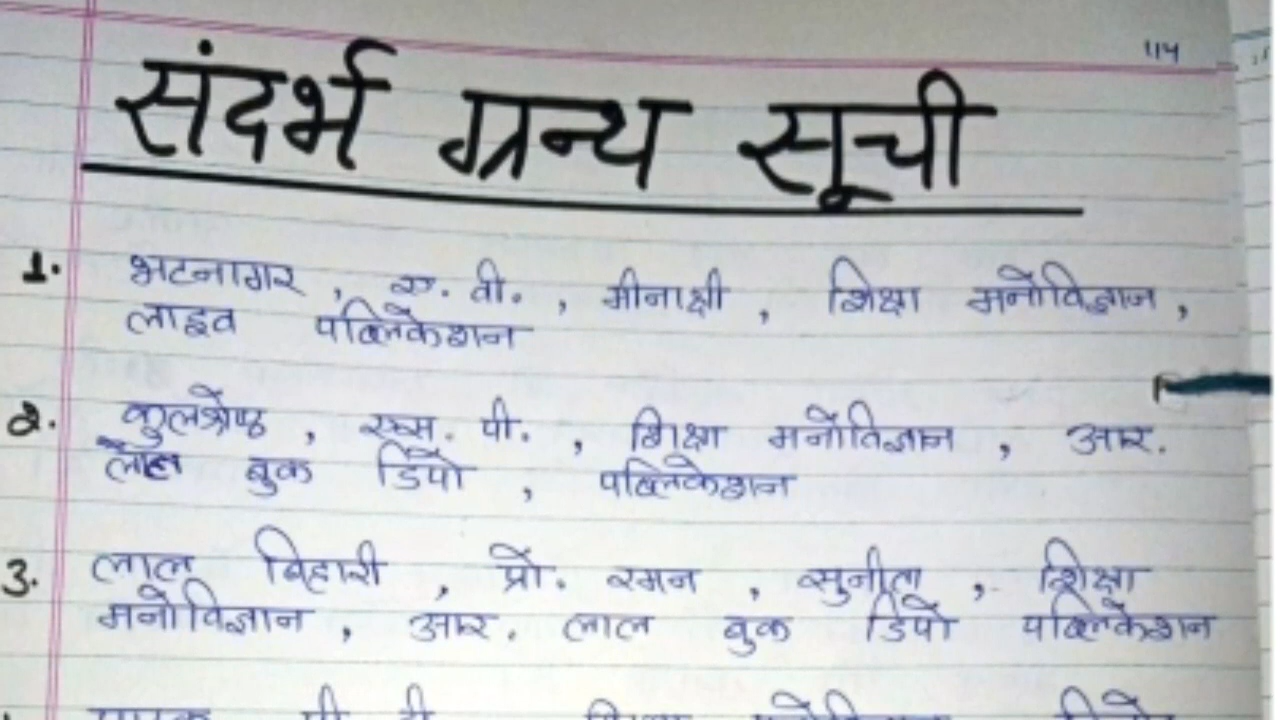 114
संदर्भ ग्रन्थ सूची
1. भटनागर , ए. वी. , मीनाक्षी , शिक्षा मनोविज्ञान ,
लाइव पब्लिकेशन
2. कुलश्रेष्ठ , एस. पी. , शिक्षा मनोविज्ञान , आर.
लाल बुक डिपो , पब्लिकेशन
3. लाल बिहारी , प्रो. रमन , सुनीता , शिक्षा
मनोविज्ञान , आर. लाल बुक डिपो पब्लिकेशन